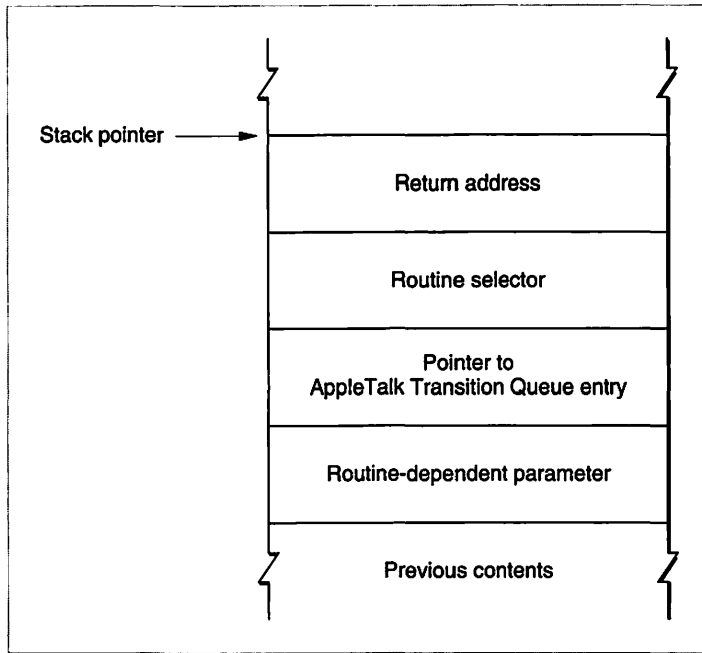 Stack pointer
Return address
Routine selector
Pointer to
AppleTalk Transition Queue entry
Routine-dependent parameter
Previous contents